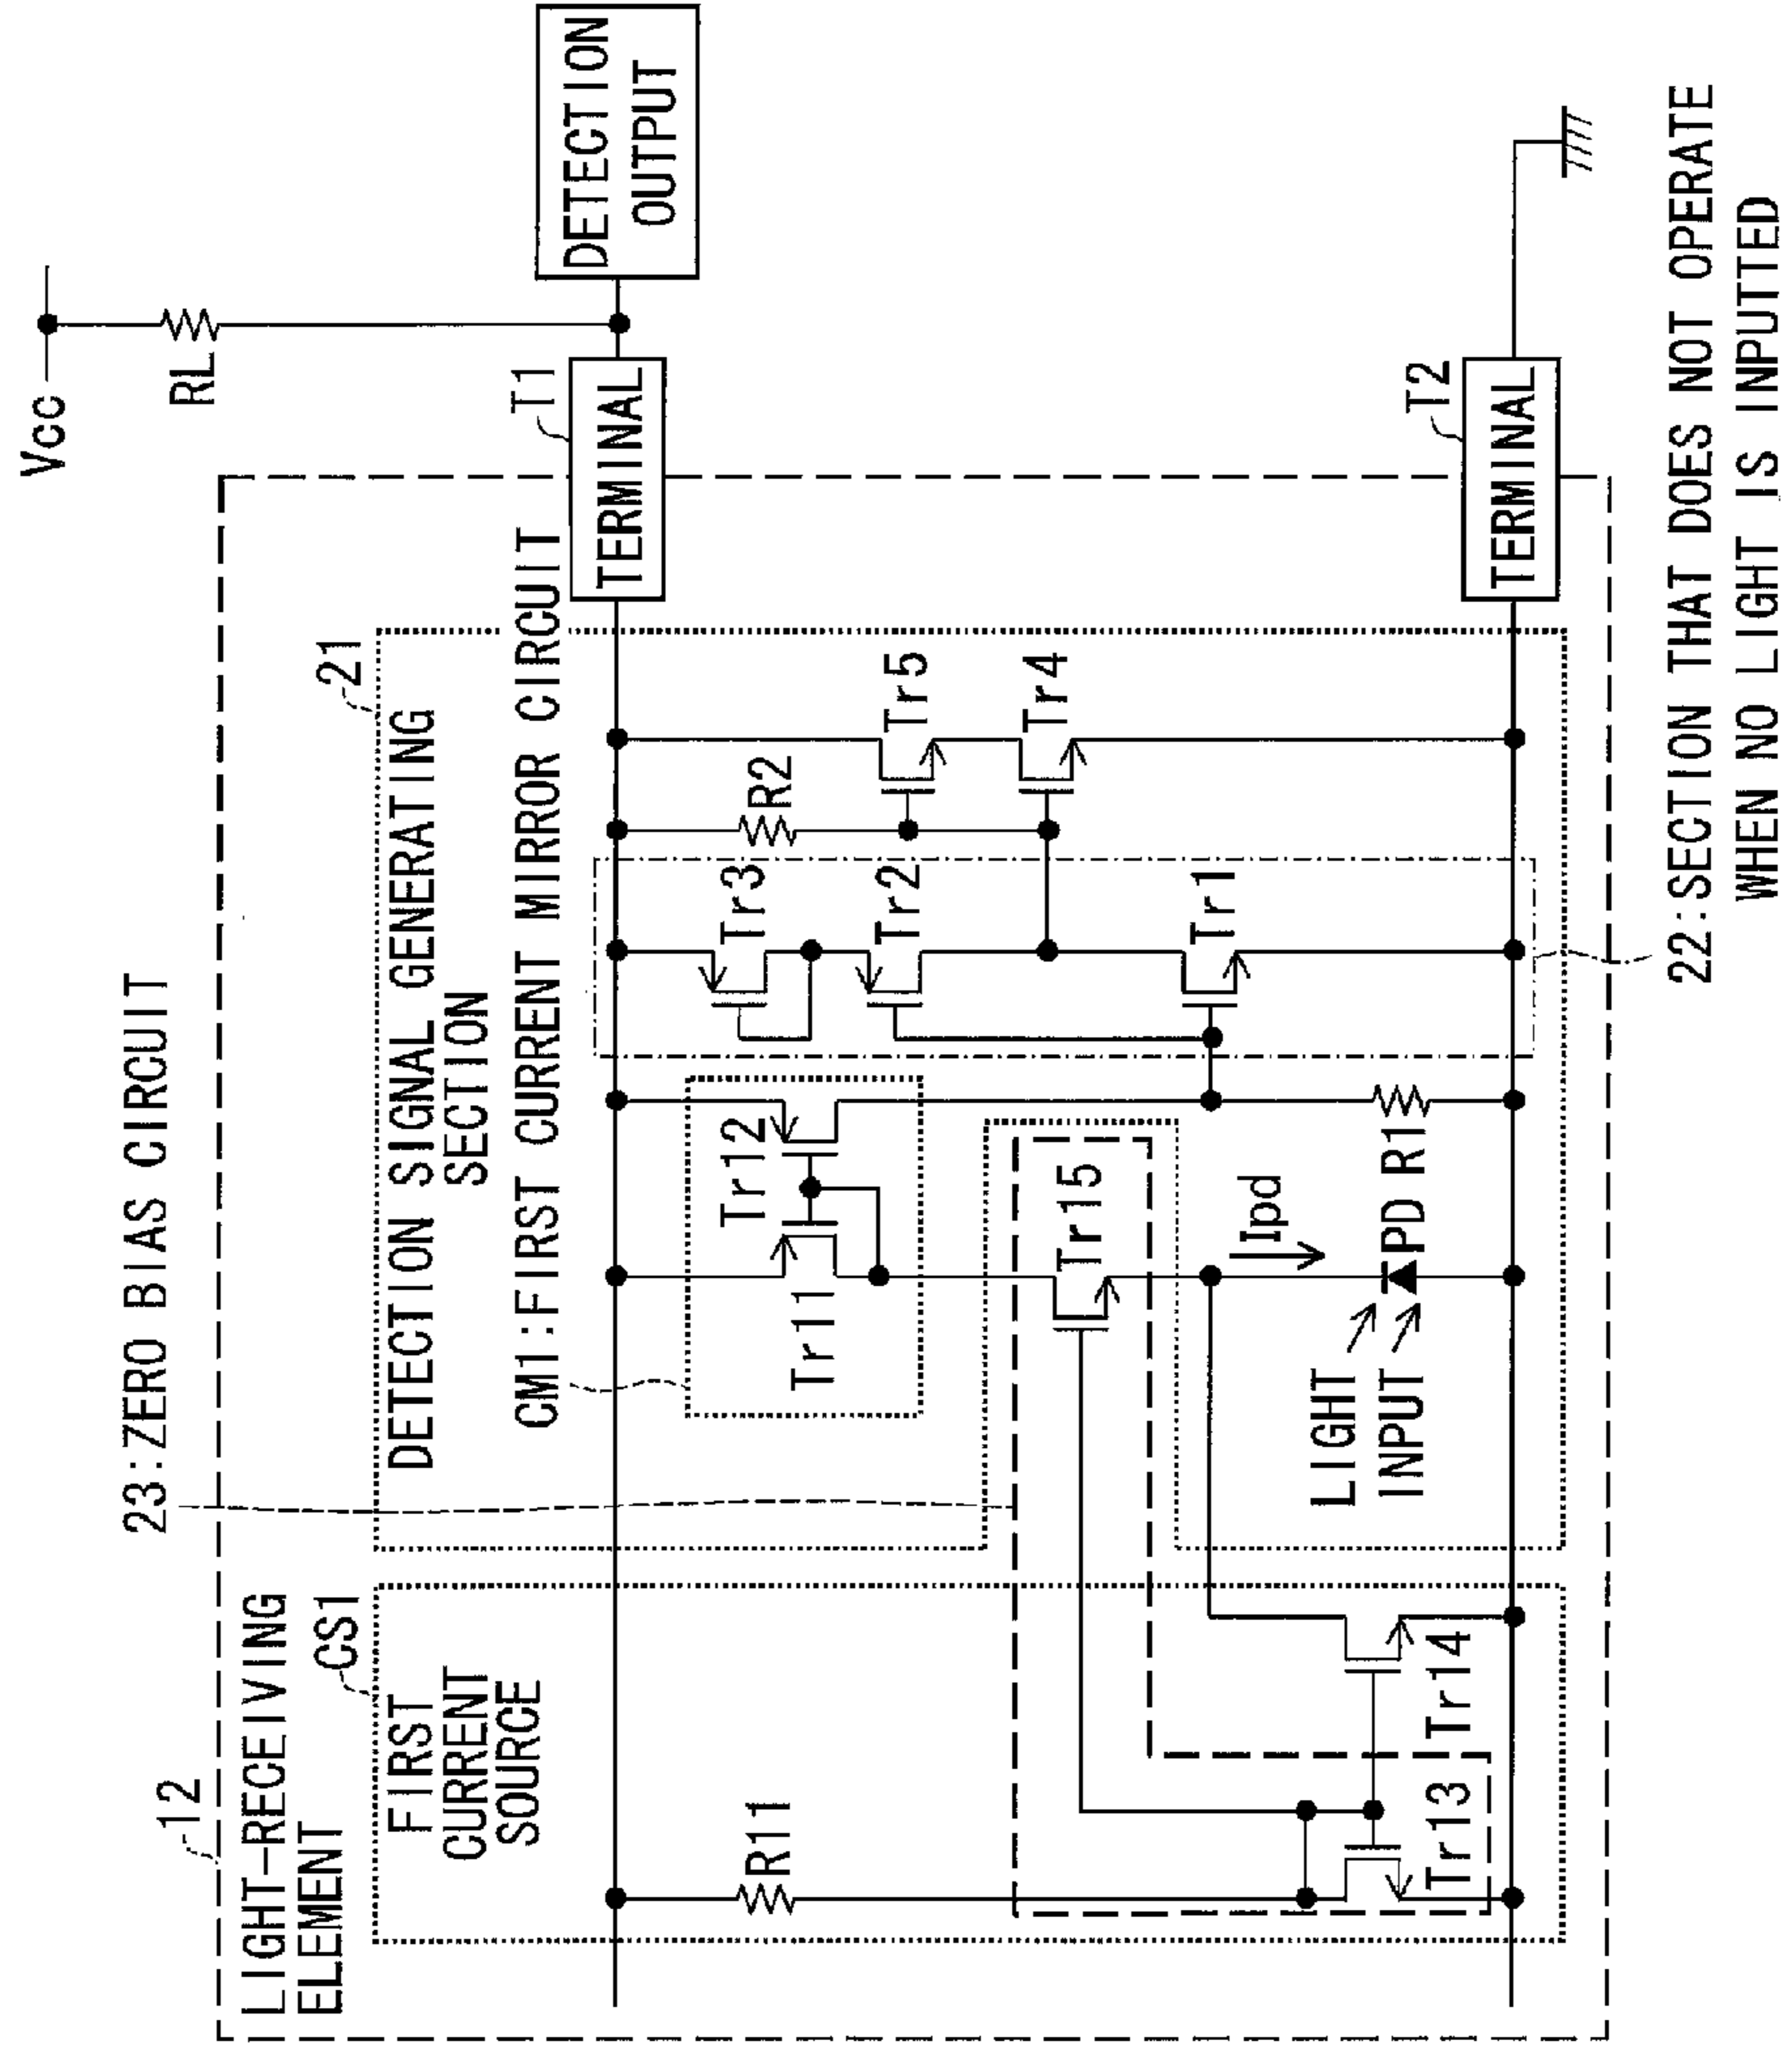 12
LIGHT-RECEIVING
ELEMENT
23:ZERO BIAS CIRCUIT
Vcc
RL
CS1
FIRST
CURRENT
SOURCE
21
DETECTION SIGNAL GENERATING
SECTION
CM1:FIRST CURRENT MIRROR CIRCUIT
T1
TERMINAL
DETECTION
OUTPUT
R11
Tr11
Tr12
Tr3
R2
Tr2
Tr5
Tr15
Tr1
Tr4
Ipd
LIGHT
INPUT
PD
R1
Tr13
Tr14
T2
TERMINAL
22:SECTION THAT DOES NOT OPERATE
WHEN NO LIGHT IS INPUTTED